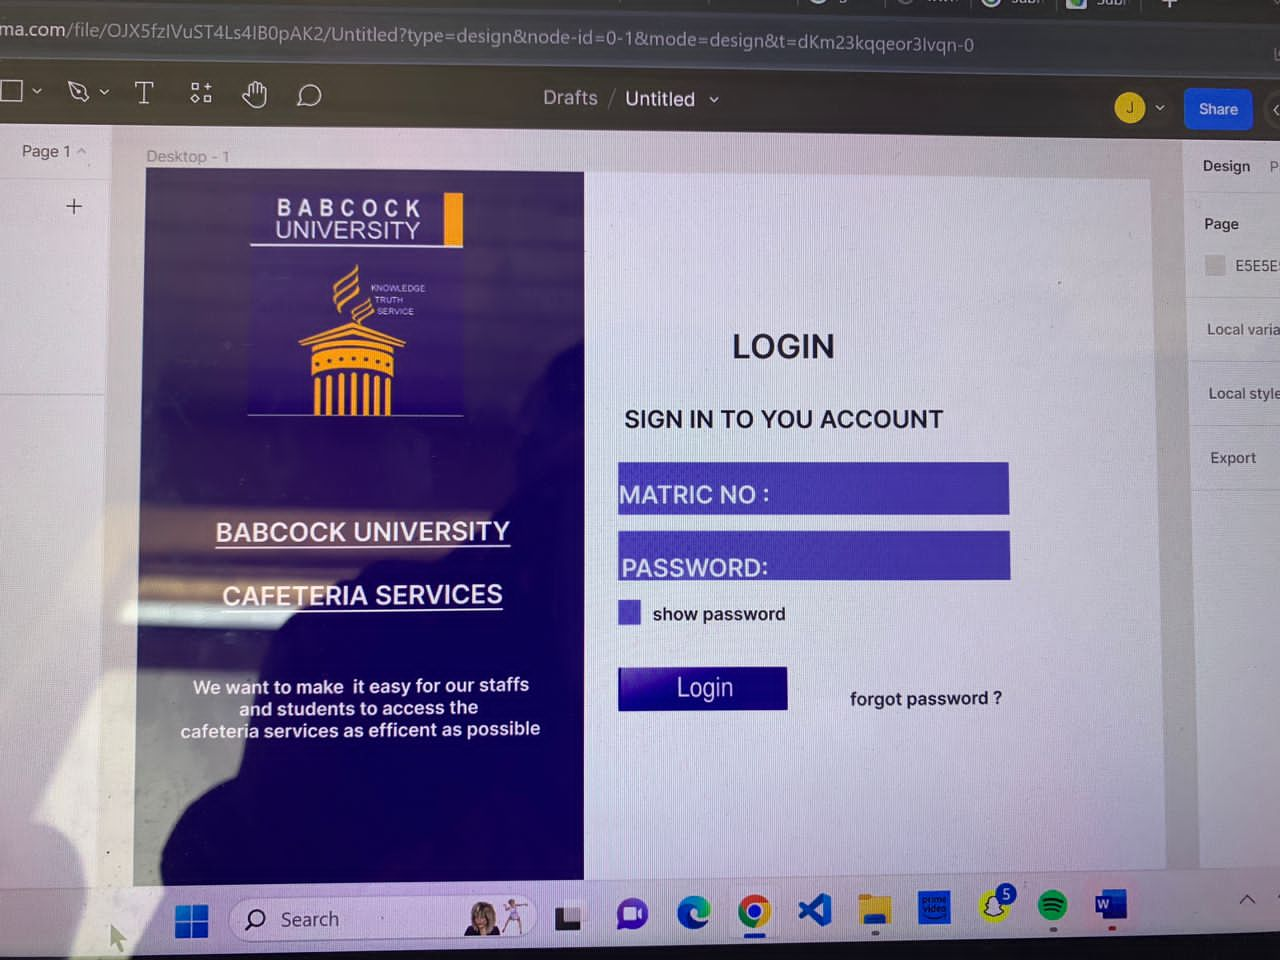 ma.com/file/OJX5fzIVuST4Ls4IB0pAK2/Untitled?type=design&node-id=0-1&mode=design&t=dKm23kqqeor3lvqn-0
T
Drafts / Untitled
J
Share
Page 1
Desktop - 1
Design
Page
E5E5E
Local varia
Local style
Export
BABCOCK
UNIVERSITY
KNOWLEDGE
TRUTH
SERVICE
BABCOCK UNIVERSITY
CAFETERIA SERVICES
We want to make it easy for our staffs
and students to access the
cafeteria services as efficent as possible
LOGIN
SIGN IN TO YOU ACCOUNT
MATRIC NO :
PASSWORD:
show password
Login
forgot password ?
Search
prime video
5
W